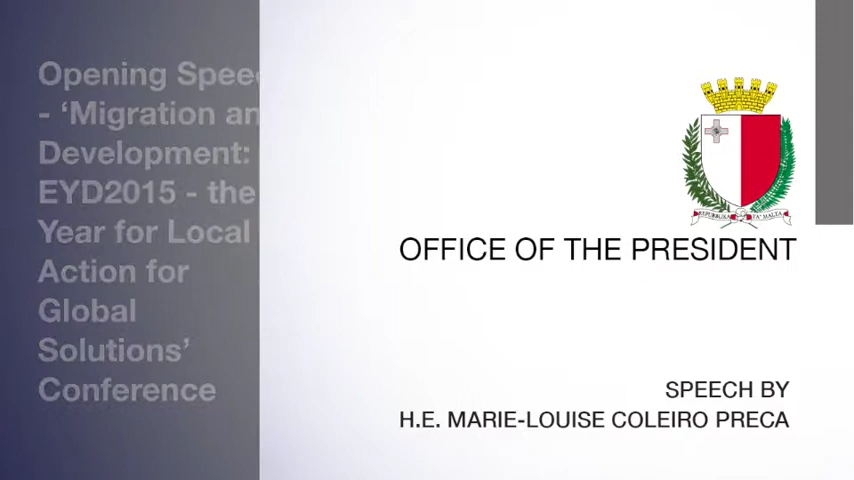 Opening Spee
- ‘Migration an
Development:
EYD2015 - the
Year for Local
Action for
Global
Solutions’
Conference
REPUBBLIKA TA' MALTA
OFFICE OF THE PRESIDENT
SPEECH BY
H.E. MARIE-LOUISE COLEIRO PRECA